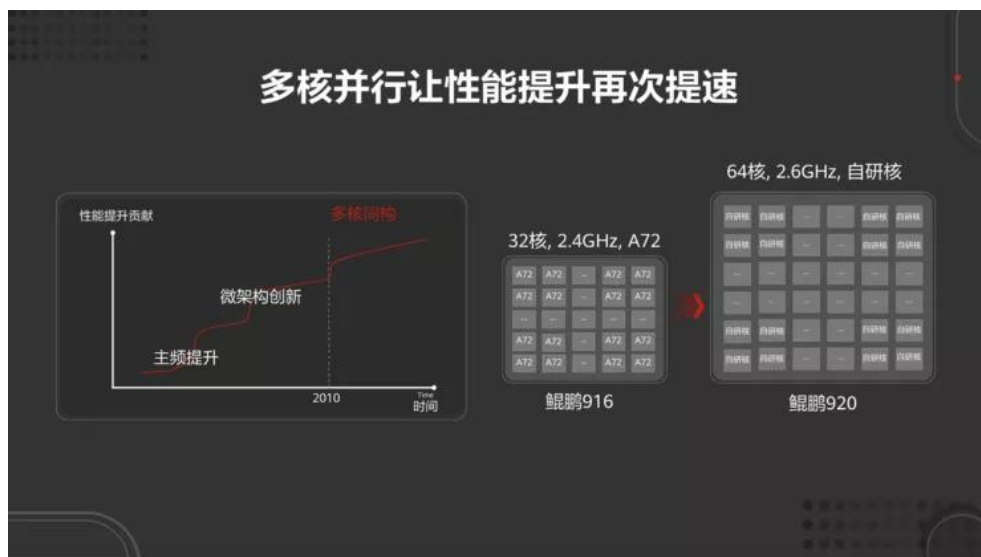 多核并行让性能提升再次提速
性能提升贡献
多核同构
微架构创新
主频提升
2010
Time
时间
32核, 2.4GHz, A72
A72 A72 ... A72 A72
A72 A72 ... A72 A72
... ... ... ... ...
A72 A72 ... A72 A72
A72 A72 ... A72 A72
鲲鹏916
64核, 2.6GHz, 自研核
自研核 自研核 ... ... 自研核 自研核
自研核 自研核 ... ... 自研核 自研核
... ... ... ... ... ...
... ... ... ... ... ...
自研核 自研核 ... ... 自研核 自研核
自研核 自研核 ... ... 自研核 自研核
鲲鹏920